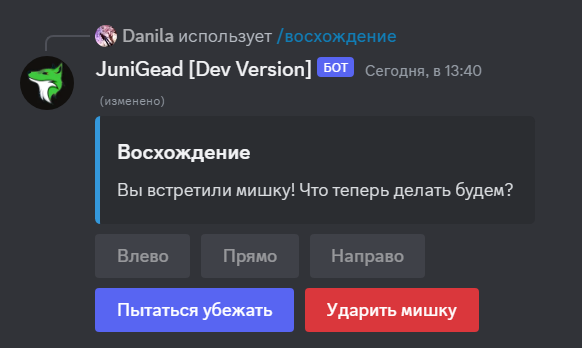 Danila использует /восхождение
JuniGead [Dev Version] БОТ Сегодня, в 13:40
(изменено)
Восхождение
Вы встретили мишку! Что теперь делать будем?
Влево Прямо Направо
Пытаться убежать Ударить мишку